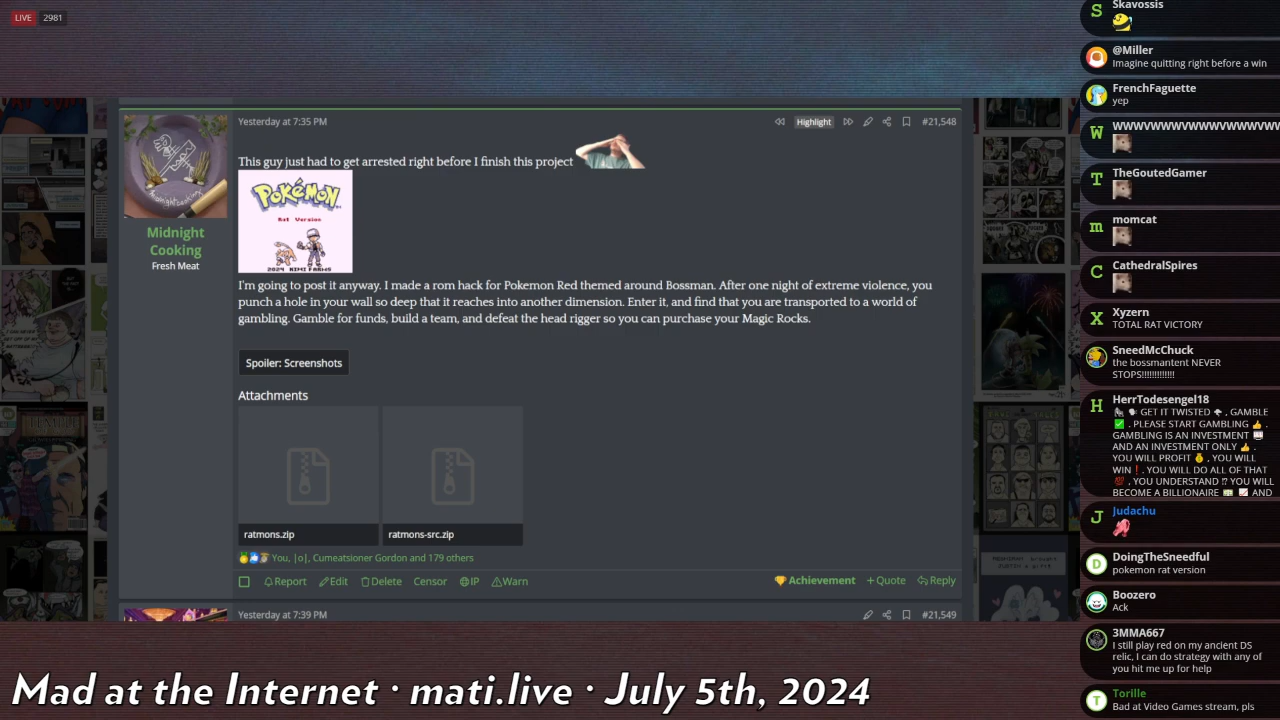 LIVE 2981
Yesterday at 7:35 PM
Highlight
#21,548
This guy just had to get arrested right before I finish this project
POKéMON
Rat Version
2024 KIWI FARMS
Midnight
Cooking
Fresh Meat
I'm going to post it anyway. I made a rom hack for Pokemon Red themed around Bossman. After one night of extreme violence, you
punch a hole in your wall so deep that it reaches into another dimension. Enter it, and find that you are transported to a world of
gambling. Gamble for funds, build a team, and defeat the head rigger so you can purchase your Magic Rocks.
Spoiler: Screenshots
Attachments
ratmons.zip
ratmons-src.zip
You, |o|, Cumeatsioner Gordon and 179 others
Report Edit Delete Censor IP Warn
Achievement +Quote Reply
Yesterday at 7:39 PM
#21,549
Mad at the Internet · mati.live · July 5th, 2024
S
Skavossis
@Miller
Imagine quitting right before a win
FrenchFaguette
yep
W
T
TheGoutedGamer
m
momcat
C
CathedralSpires
X
Xyzern
TOTAL RAT VICTORY
SneedMcChuck
the bossmantent NEVER
STOPS!!!!!!!!!!!!!
H
HerrTodesengel18
🗣 GET IT TWISTED , GAMBLE
✅ , PLEASE START GAMBLING 👍 .
GAMBLING IS AN INVESTMENT
AND AN INVESTMENT ONLY 👍 .
YOU WILL PROFIT 💰 , YOU WILL
WIN ❗ . YOU WILL DO ALL OF THAT
💯 , YOU UNDERSTAND ⁉ YOU WILL
BECOME A BILLIONAIRE 💵 📈 AND
J
Judachu
D
DoingTheSneedful
pokemon rat version
Boozero
Ack
3MMA667
I still play red on my ancient DS
relic, I can do strategy with any of
you hit me up for help
T
Torille
Bad at Video Games stream, pls